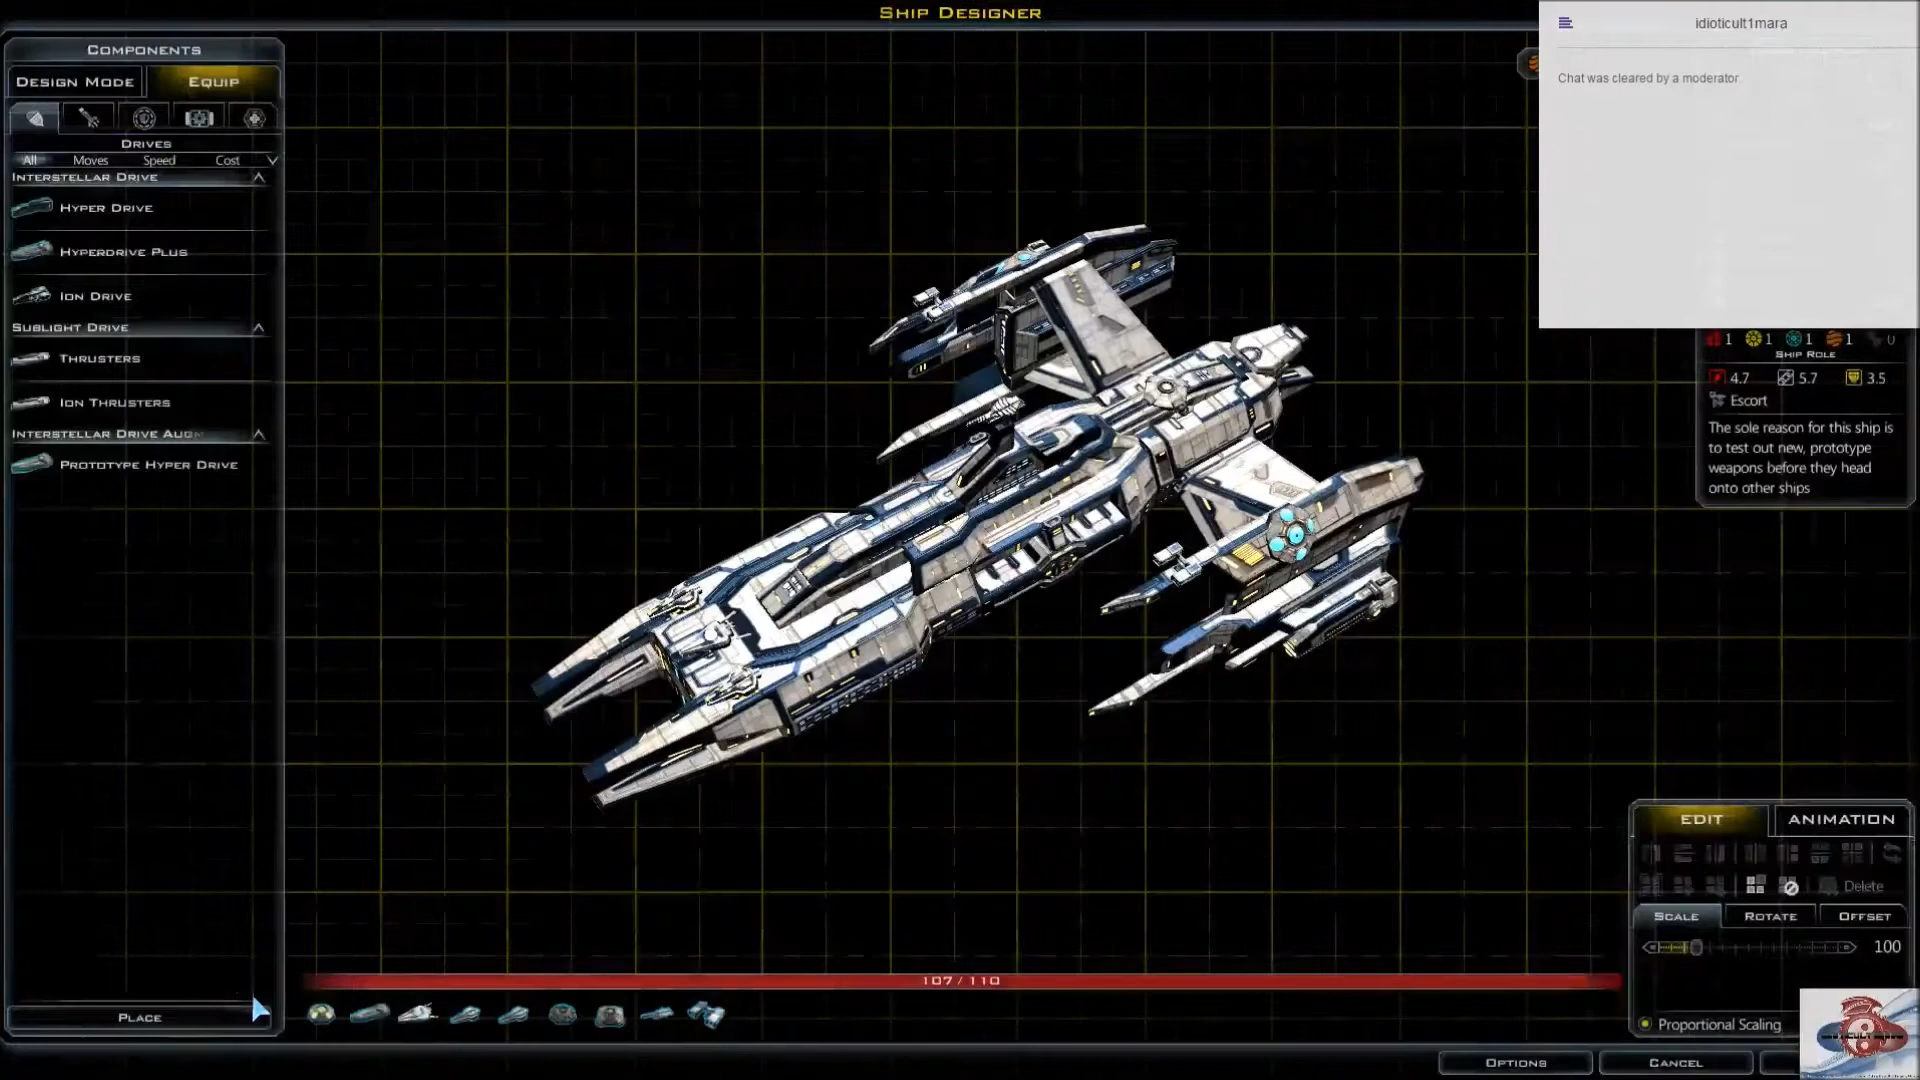 Ship Designer
idioticult1mara
Chat was cleared by a moderator
Components
Design Mode
Equip
Drives
All Moves Speed Cost
Interstellar Drive
Hyper Drive
Hyperdrive Plus
Ion Drive
Sublight Drive
Thrusters
Ion Thrusters
Interstellar Drive Aug
Prototype Hyper Drive
1 1 1 1 0
Ship Role
4.7 5.7 3.5
Escort
The sole reason for this ship is
to test out new, prototype
weapons before they head
onto other ships
Edit
Animation
Delete
Scale
Rotate
Offset
100
107 / 110
Place
Proportional Scaling
Options
Cancel